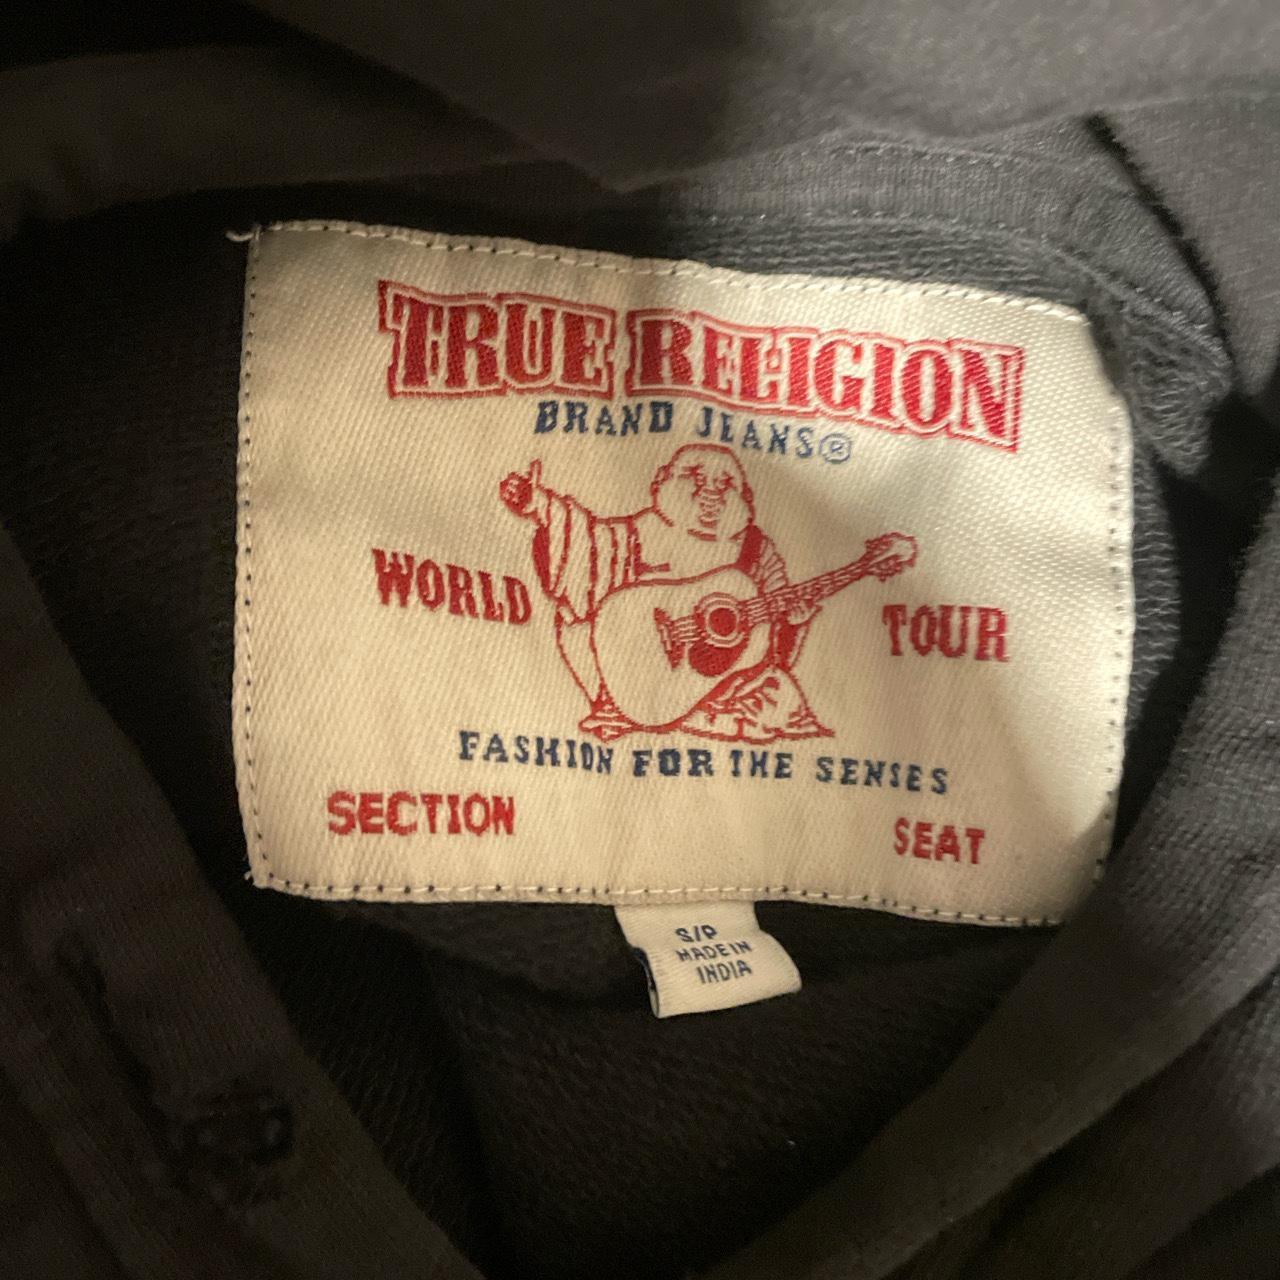 TRUE RELIGION
BRAND JEANS®
WORLD TOUR
FASHION FOR THE SENSES
SECTION SEAT
S/P
MADE IN
INDIA